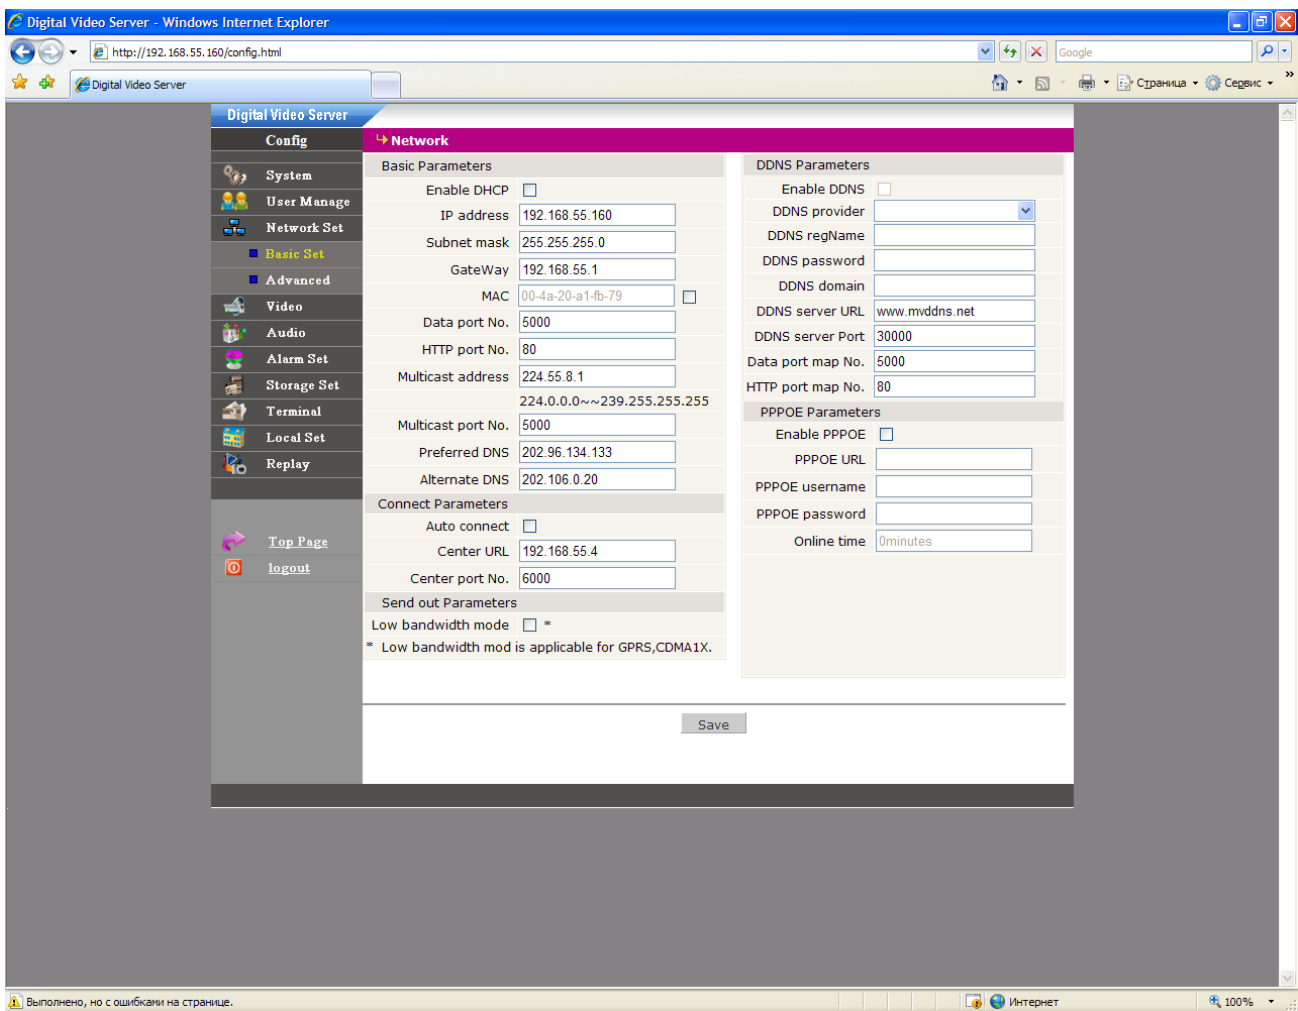 Digital Video Server - Windows Internet Explorer
http://192.168.55.160/config.html
Google
Digital Video Server
Страница
Сервис
Digital Video Server
Config
System
User Manage
Network Set
Basic Set
Advanced
Video
Audio
Alarm Set
Storage Set
Terminal
Local Set
Replay
Top Page
logout
Network
Basic Parameters
Enable DHCP
IP address 192.168.55.160
Subnet mask 255.255.255.0
GateWay 192.168.55.1
MAC 00-4a-20-a1-fb-79
Data port No. 5000
HTTP port No. 80
Multicast address 224.55.8.1
224.0.0.0~~239.255.255.255
Multicast port No. 5000
Preferred DNS 202.96.134.133
Alternate DNS 202.106.0.20
Connect Parameters
Auto connect
Center URL 192.168.55.4
Center port No. 6000
Send out Parameters
Low bandwidth mode *
* Low bandwidth mod is applicable for GPRS,CDMA1X.
DDNS Parameters
Enable DDNS
DDNS provider
DDNS regName
DDNS password
DDNS domain
DDNS server URL www.mvddns.net
DDNS server Port 30000
Data port map No. 5000
HTTP port map No. 80
PPPOE Parameters
Enable PPPOE
PPPOE URL
PPPOE username
PPPOE password
Online time 0minutes
Save
Выполнено, но с ошибками на странице.
Интернет
100%